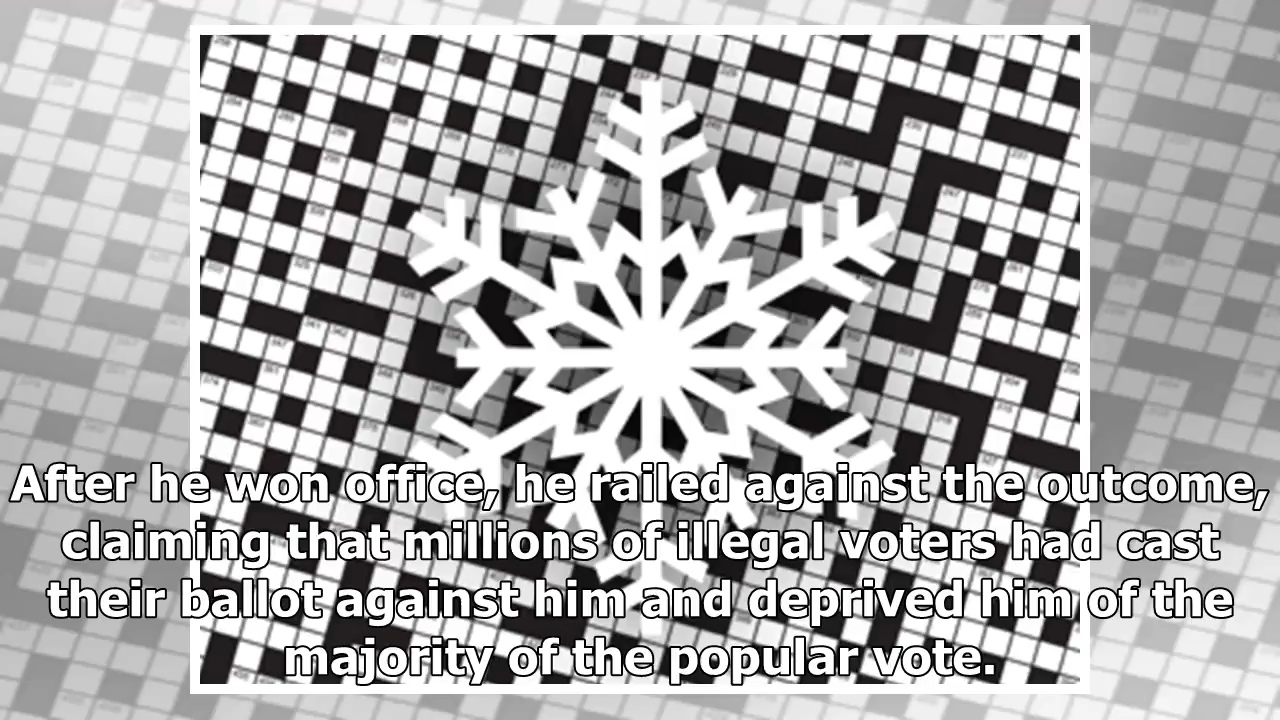 After he won office, he railed against the outcome,
claiming that millions of illegal voters had cast
their ballot against him and deprived him of the
majority of the popular vote.